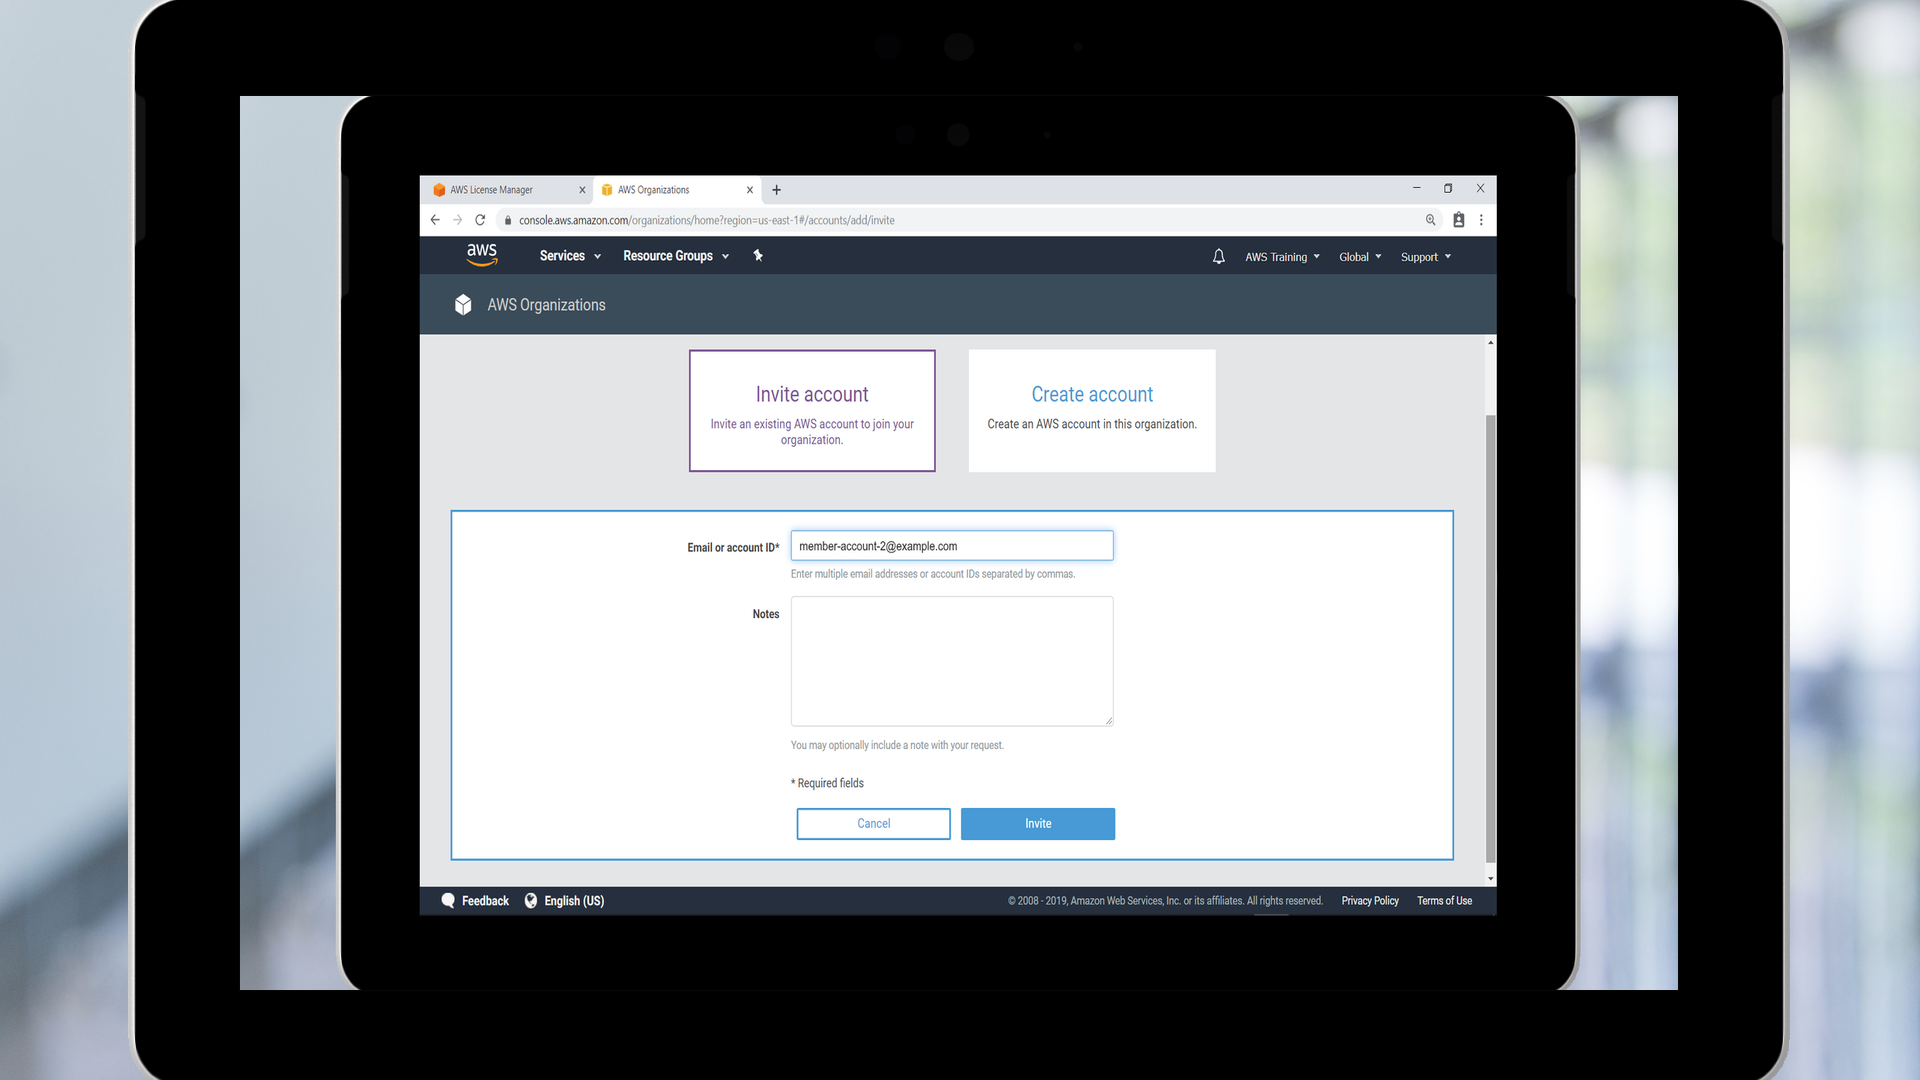 AWS License Manager
AWS Organizations
console.aws.amazon.com/organizations/home?region=us-east-1#/accounts/add/invite
aws
Services
Resource Groups
AWS Training
Global
Support
AWS Organizations
Invite account
Invite an existing AWS account to join your
organization.
Create account
Create an AWS account in this organization.
Email or account ID*
member-account-2@example.com
Enter multiple email addresses or account IDs separated by commas.
Notes
You may optionally include a note with your request.
* Required fields
Cancel
Invite
Feedback
English (US)
© 2008 - 2019, Amazon Web Services, Inc. or its affiliates. All rights reserved.
Privacy Policy
Terms of Use